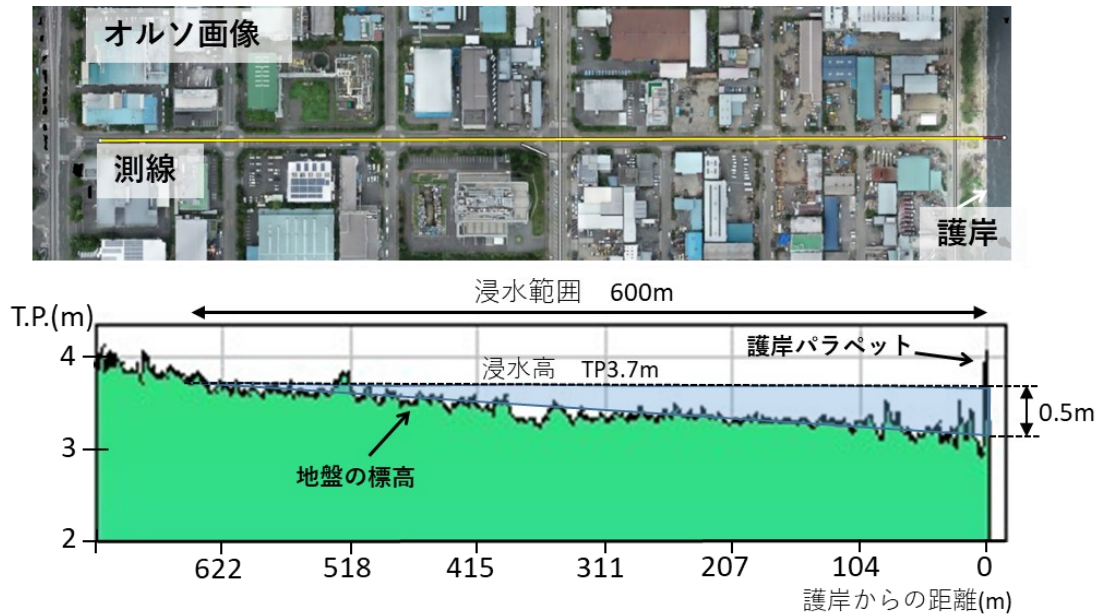 オルソ画像
測線
護岸
浸水範囲 600m
T.P.(m)
護岸パラペット
4
浸水高 TP3.7m
0.5m
3
地盤の標高
2
622 518 415 311 207 104 0
護岸からの距離(m)